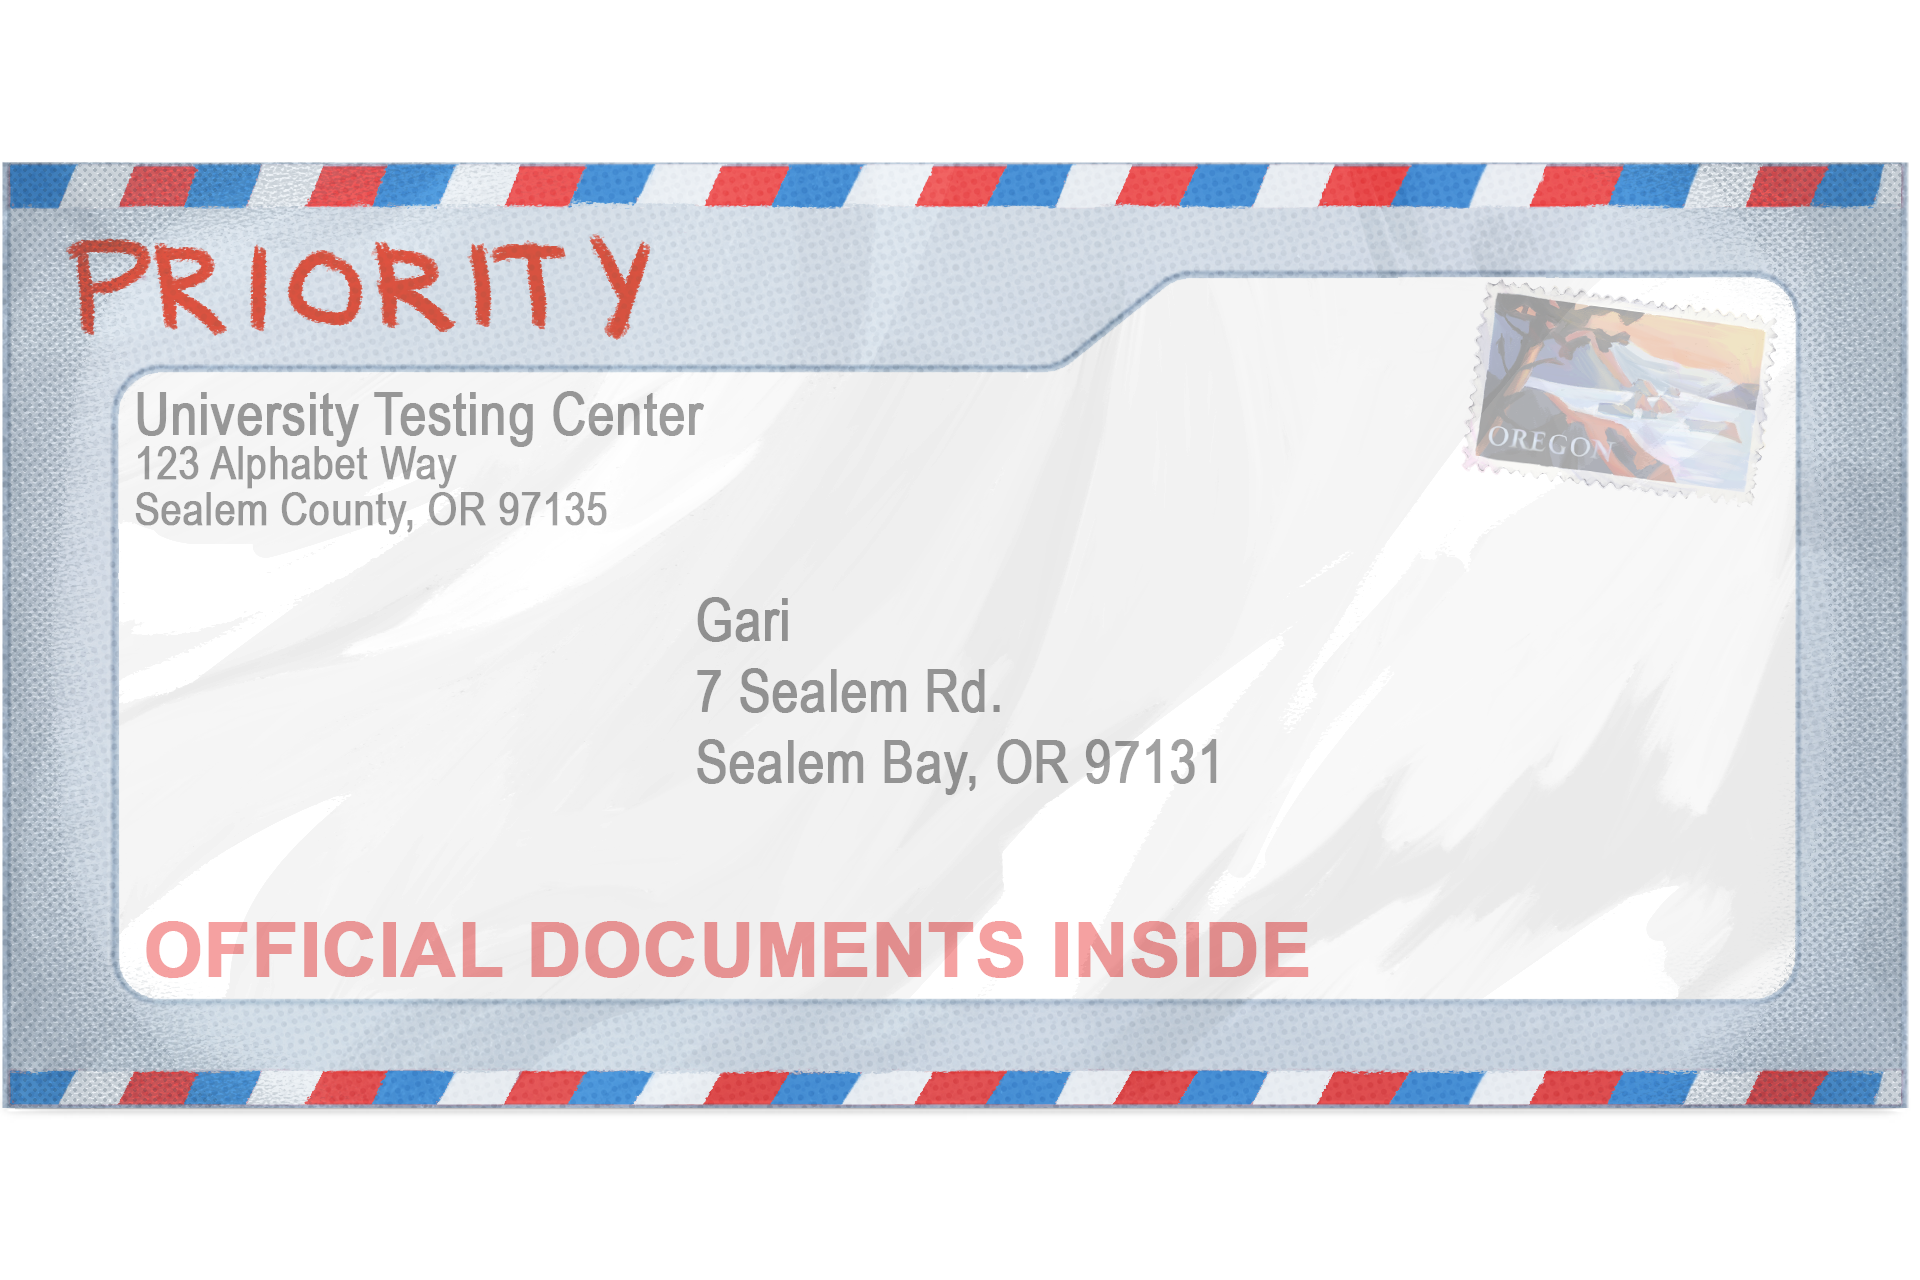 PRIORITY
OREGON
University Testing Center
123 Alphabet Way
Sealem County, OR 97135
Gari
7 Sealem Rd.
Sealem Bay, OR 97131
OFFICIAL DOCUMENTS INSIDE